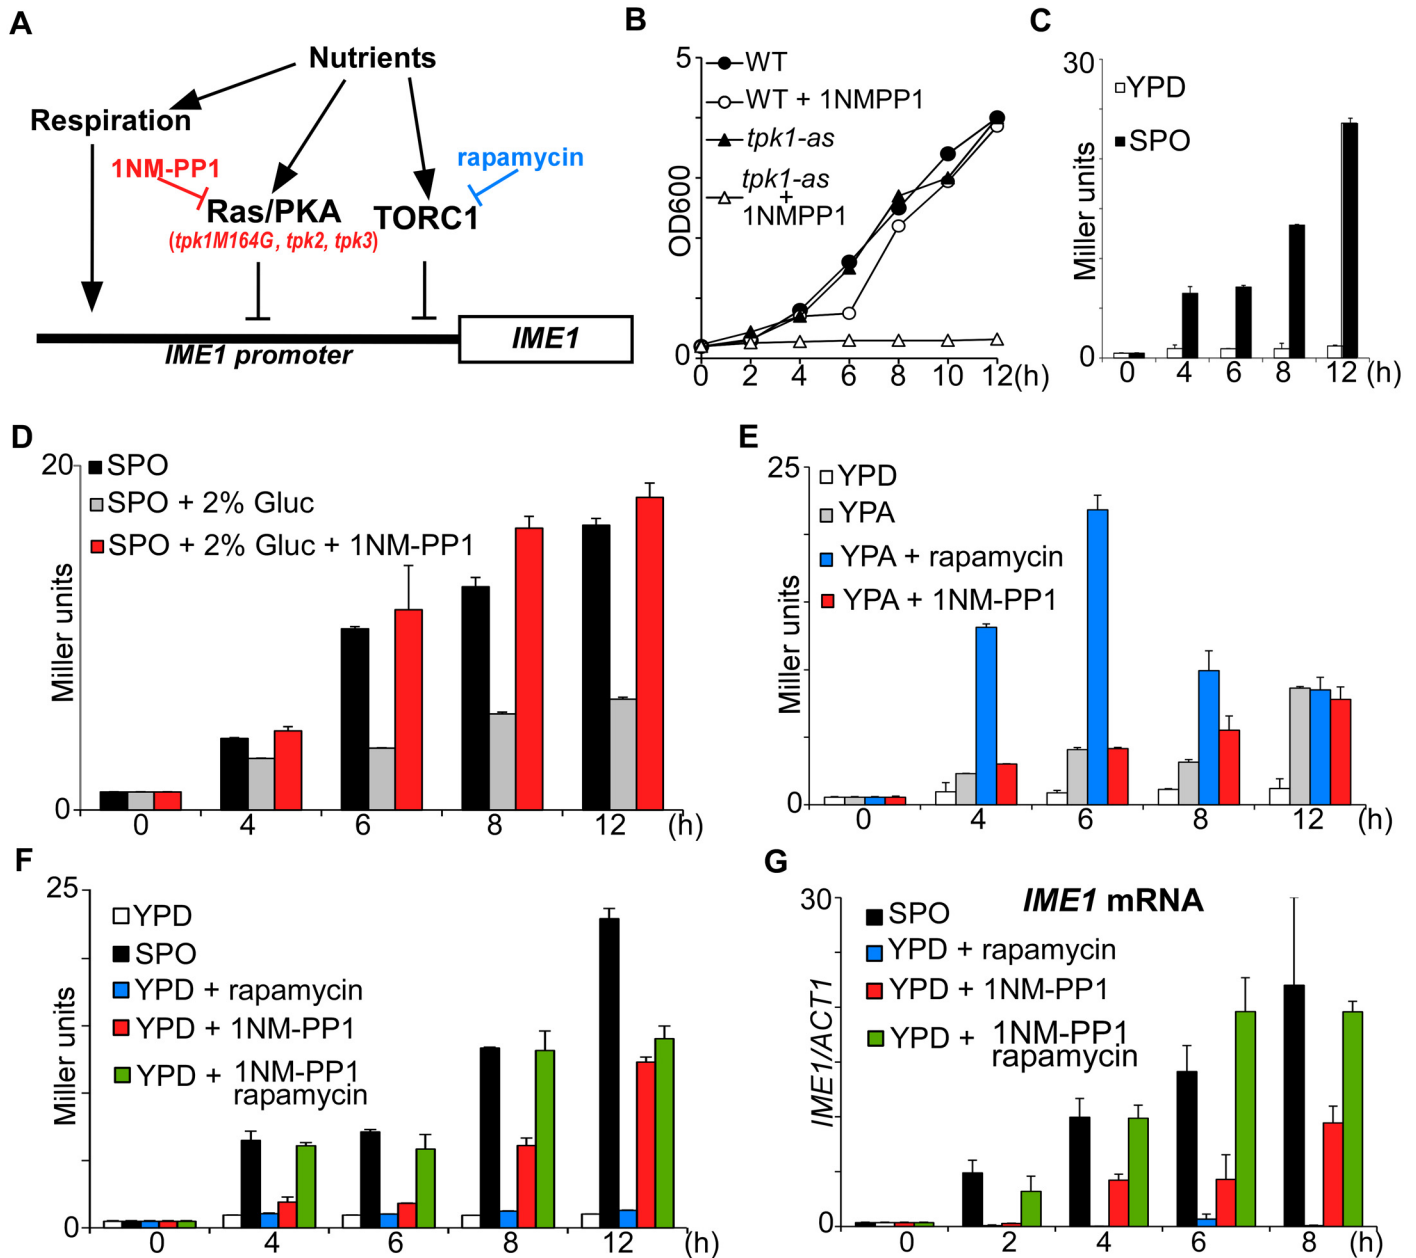 A
Nutrients
Respiration
1NM-PP1
rapamycin
Ras/PKA
TORC1
(tpk1M164G, tpk2, tpk3)
IME1 promoter
IME1
B
5
WT
WT + 1NMPP1
tpk1-as
tpk1-as
+
1NMPP1
OD600
0
0 2 4 6 8 10 12 (h)
C
30
YPD
SPO
Miller units
0
0 4 6 8 12 (h)
D
20
SPO
SPO + 2% Gluc
SPO + 2% Gluc + 1NM-PP1
Miller units
0
0 4 6 8 12 (h)
E
25
YPD
YPA
YPA + rapamycin
YPA + 1NM-PP1
Miller units
0
0 4 6 8 12 (h)
F
25
YPD
SPO
YPD + rapamycin
YPD + 1NM-PP1
YPD + 1NM-PP1
rapamycin
Miller units
0
0 4 6 8 12 (h)
G
IME1 mRNA
30
SPO
YPD + rapamycin
YPD + 1NM-PP1
YPD + 1NM-PP1
rapamycin
IME1/ACT1
0
0 2 4 6 8 (h)